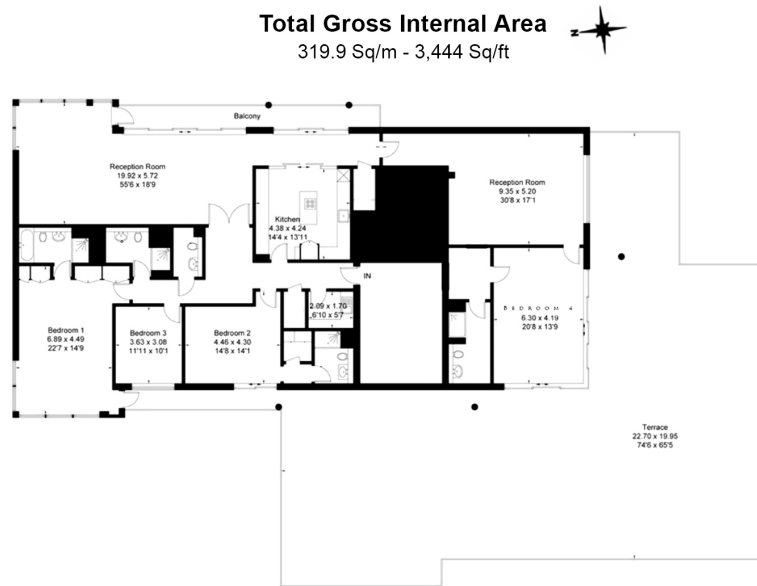 Total Gross Internal Area
319.9 Sq/m - 3,444 Sq/ft
N
Balcony
Reception Room
19.92 x 5.72
55'6 x 18'9
Reception Room
9.35 x 5.20
30'8 x 17'1
Kitchen
4.38 x 4.24
14'4 x 13'11
IN
2.09 x 1.70
6'10 x 5'7
BEDROOM 4
6.30 x 4.19
20'8 x 13'9
Bedroom 1
6.89 x 4.49
22'7 x 14'9
Bedroom 3
3.63 x 3.08
11'11 x 10'1
Bedroom 2
4.46 x 4.30
14'8 x 14'1
Terrace
22.70 x 19.95
74'6 x 65'5